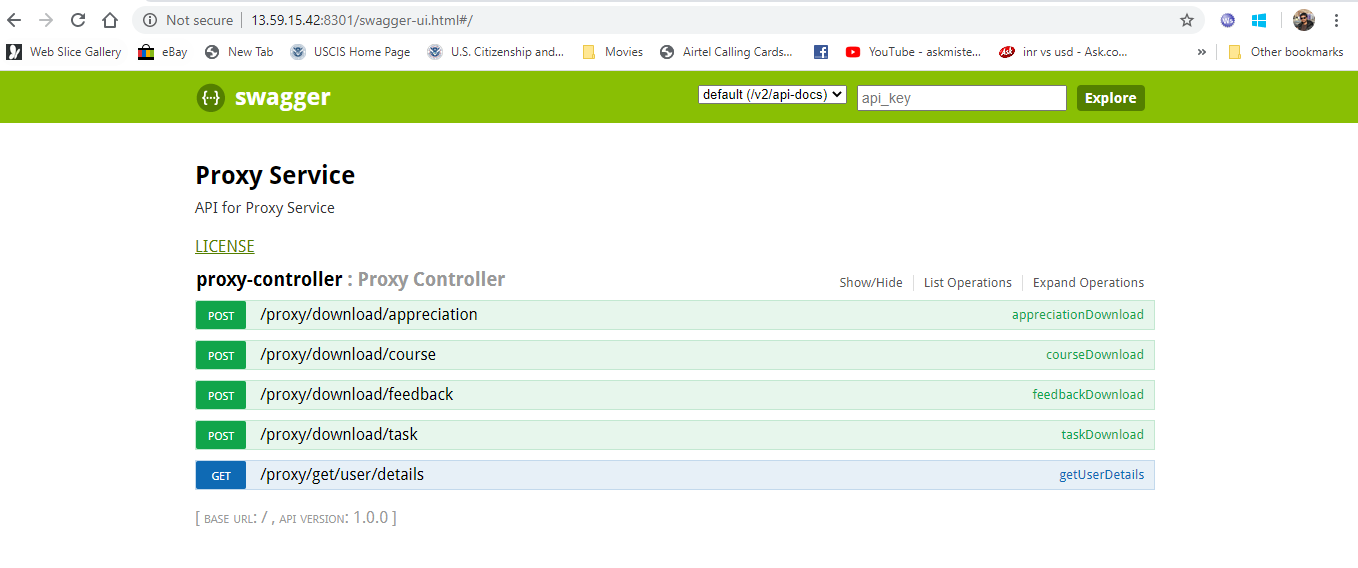 Not secure | 13.59.15.42:8301/swagger-ui.html#/
Web Slice Gallery eBay New Tab USCIS Home Page U.S. Citizenship and... Movies Airtel Calling Cards... YouTube - askmiste... Ask inr vs usd - Ask.co... » Other bookmarks
{··} swagger default (/v2/api-docs) api_key Explore
Proxy Service
API for Proxy Service
LICENSE
proxy-controller : Proxy Controller Show/Hide List Operations Expand Operations
POST /proxy/download/appreciation appreciationDownload
POST /proxy/download/course courseDownload
POST /proxy/download/feedback feedbackDownload
POST /proxy/download/task taskDownload
GET /proxy/get/user/details getUserDetails
[ BASE URL: / , API VERSION: 1.0.0 ]